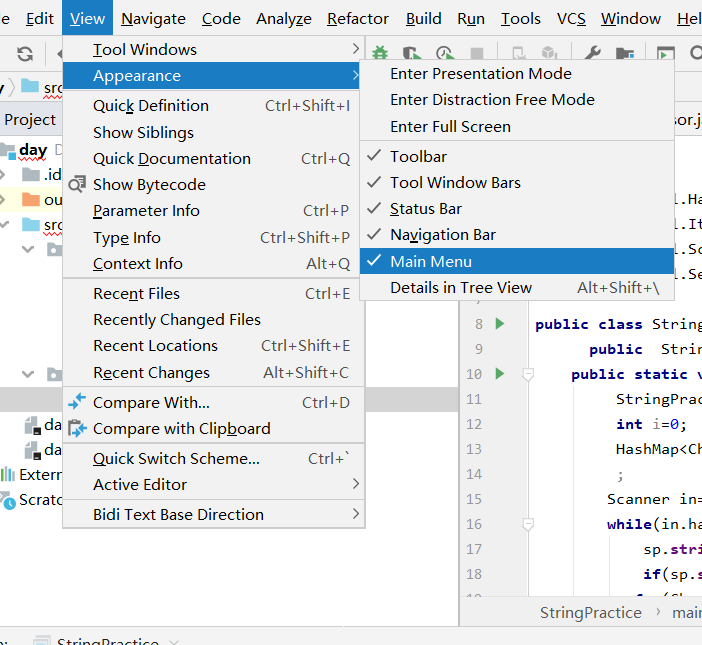 Edit View Navigate Code Analyze Refactor Build Run Tools VCS Window Hel
Tool Windows
Appearance
Quick Definition Ctrl+Shift+I
Show Siblings
Quick Documentation Ctrl+Q
Show Bytecode
Parameter Info Ctrl+P
Type Info Ctrl+Shift+P
Context Info Alt+Q
Recent Files Ctrl+E
Recently Changed Files
Recent Locations Ctrl+Shift+E
Recent Changes Alt+Shift+C
Compare With... Ctrl+D
Compare with Clipboard
Quick Switch Scheme... Ctrl+`
Active Editor
Bidi Text Base Direction
Enter Presentation Mode
Enter Distraction Free Mode
Enter Full Screen
Toolbar
Tool Window Bars
Status Bar
Navigation Bar
Main Menu
Details in Tree View Alt+Shift+\
src
Project
day
.id
ou
src
da
da
Extern
Scratc
sor.ja
l.Ha
l.It
l.Sc
l.Se
8 public class String
9 public Strin
10 public static v
11 StringPrac
12 int i=0;
13 HashMap<Ch
14 ;
15 Scanner in=
16 while(in.ha
17 sp.stri
18 if(sp.s
StringPractice › main
StringPractice